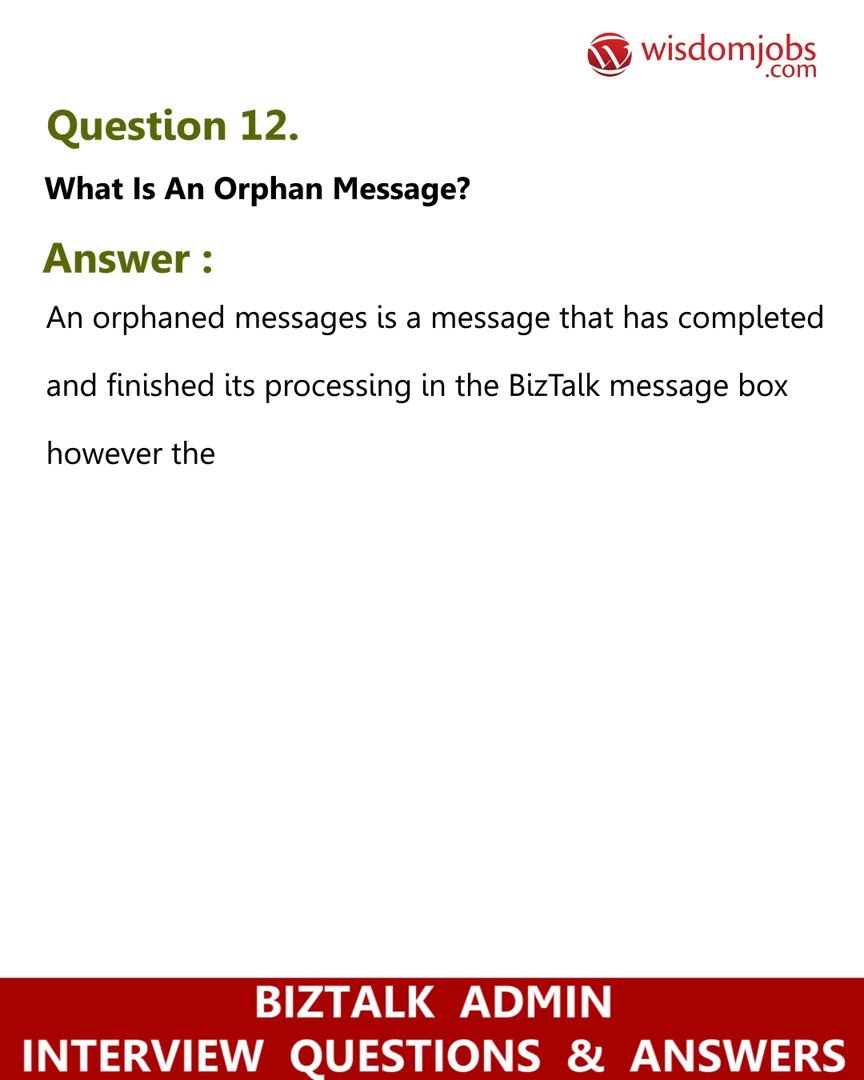 wisdomjobs
.com
Question 12.
What Is An Orphan Message?
Answer :
An orphaned messages is a message that has completed
and finished its processing in the BizTalk message box
however the
BIZTALK ADMIN
INTERVIEW QUESTIONS & ANSWERS